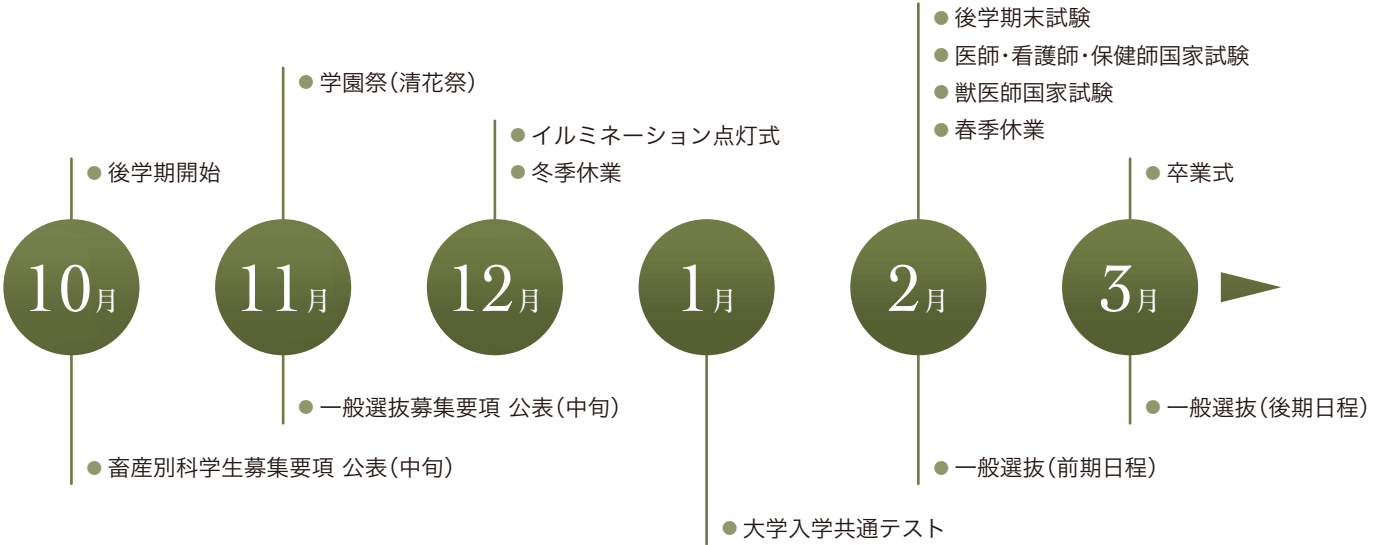 ● 後学期末試験
● 医師・看護師・保健師国家試験
● 獣医師国家試験
● 春季休業
● 学園祭（清花祭）
● イルミネーション点灯式
● 冬季休業
● 後学期開始
● 卒業式
10月
11月
12月
1月
2月
3月
● 一般選抜募集要項 公表（中旬）
● 一般選抜（後期日程）
● 畜産別科学生募集要項 公表（中旬）
● 一般選抜（前期日程）
● 大学入学共通テスト